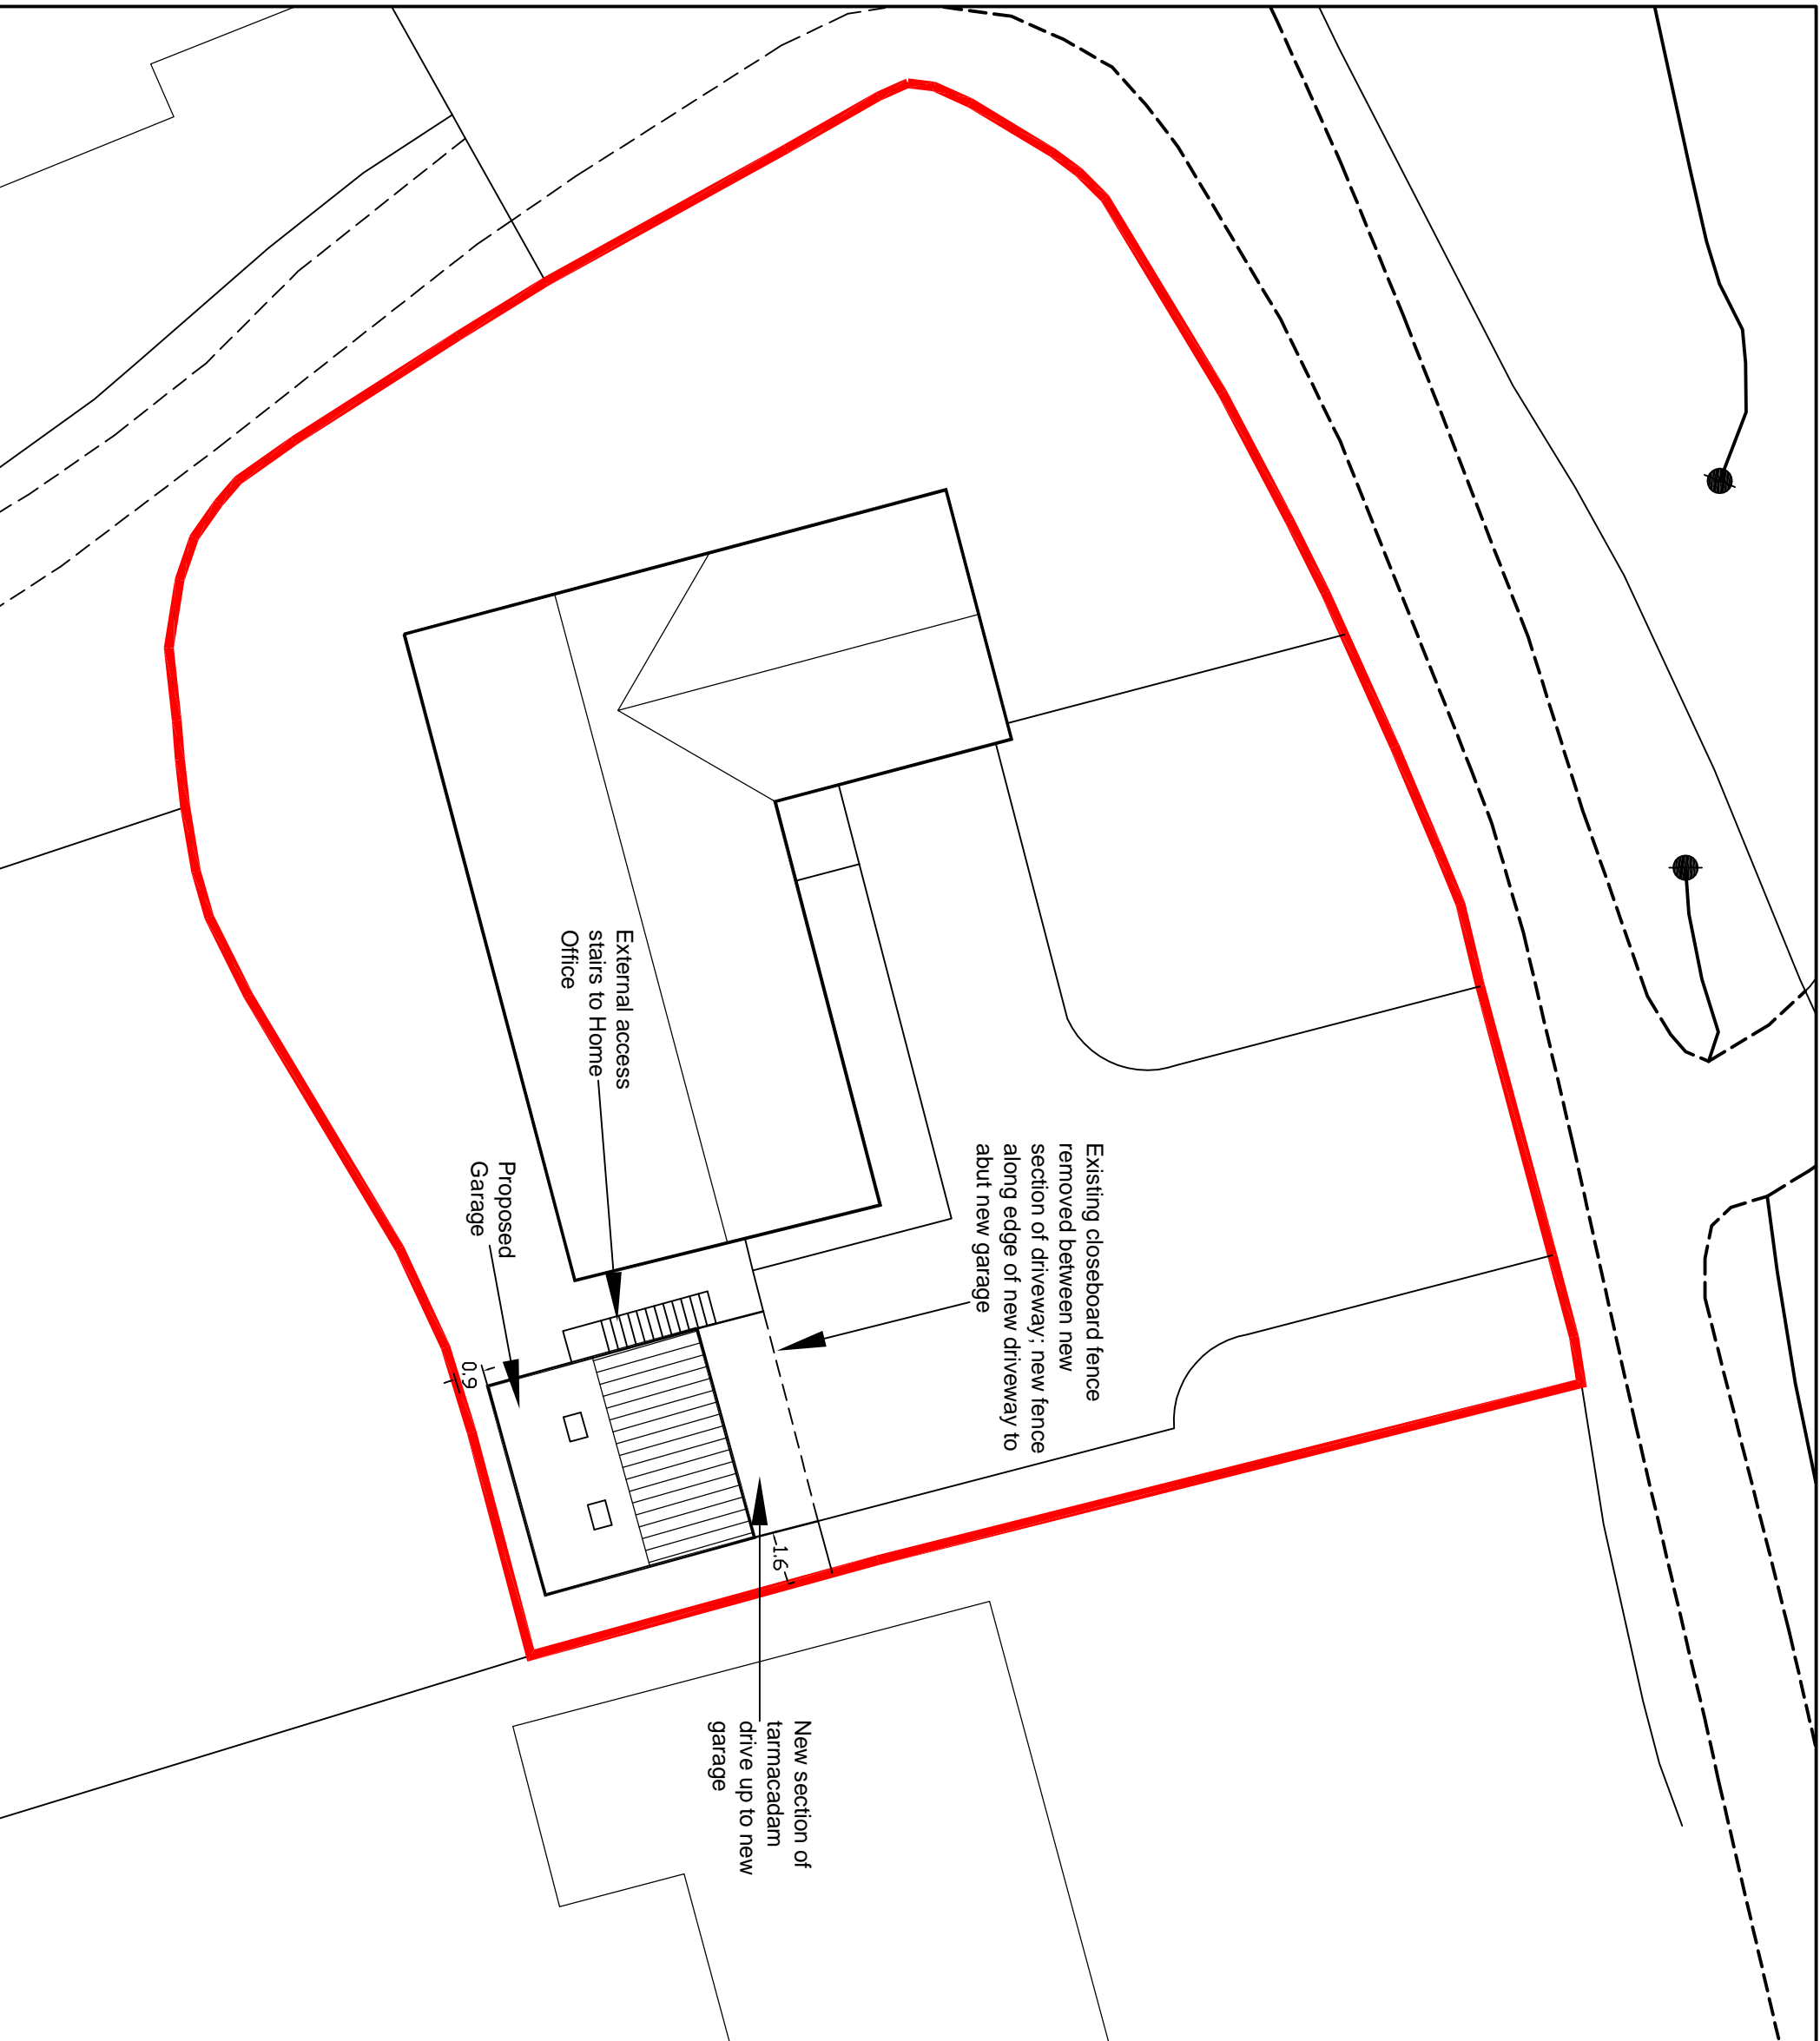 External access
stairs to Home
Office
Existing closeboard fence
removed between new
section of driveway; new fence
along edge of new driveway to
abut new garage
Proposed
Garage
0.9
1.6
New section of
tarmacadam
drive up to new
garage